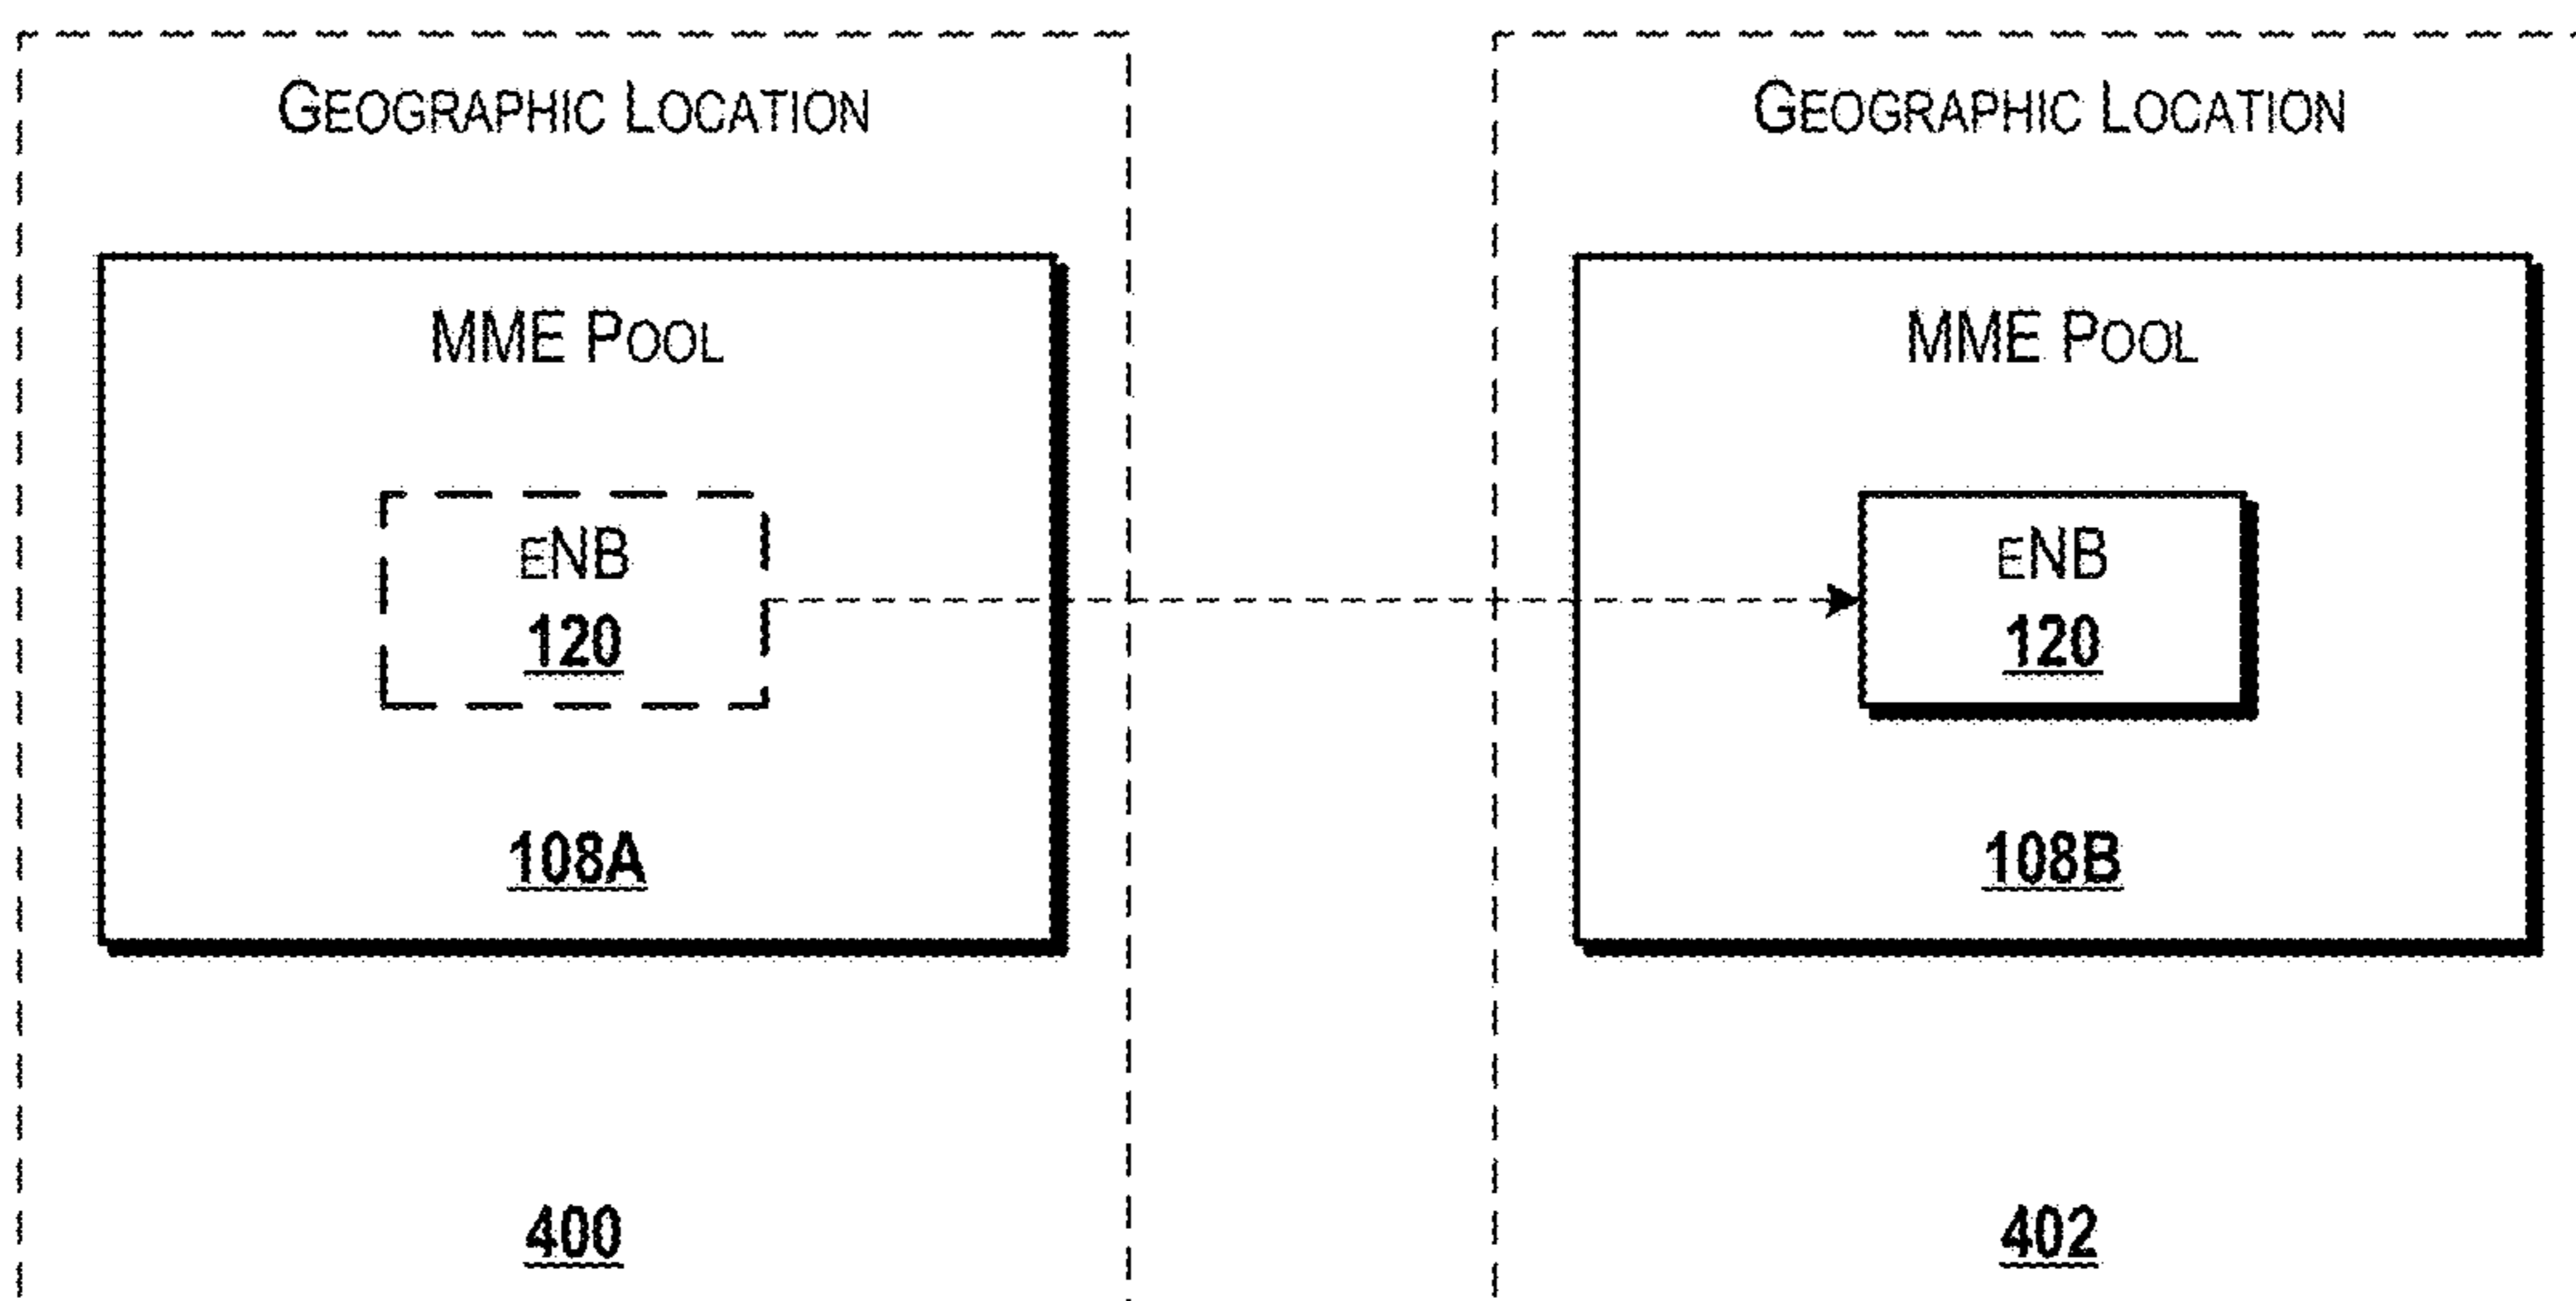 GEOGRAPHIC LOCATION
MME POOL
eNB
120
108A
400
GEOGRAPHIC LOCATION
MME POOL
eNB
120
108B
402